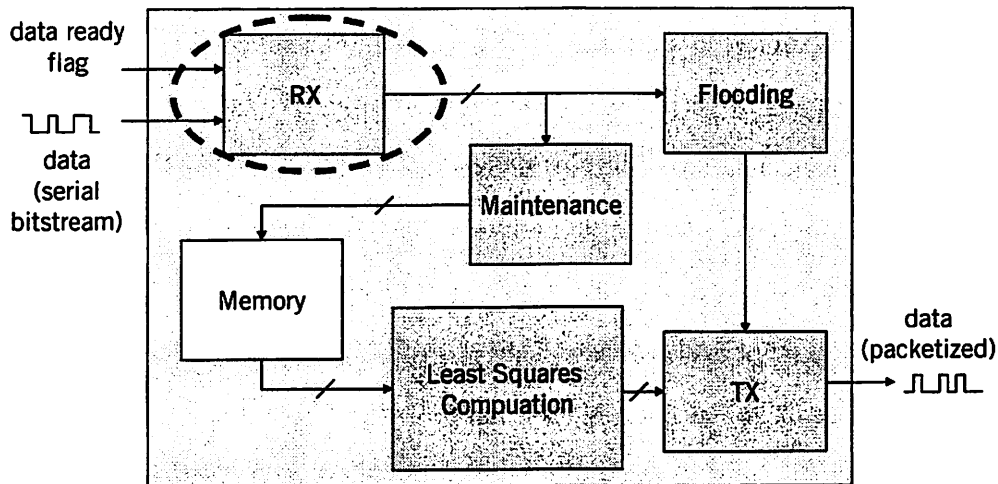 data ready
flag
RX
Flooding
data
(serial
bitstream)
Maintenance
Memory
Least Squares
Compuation
TX
data
(packetized)